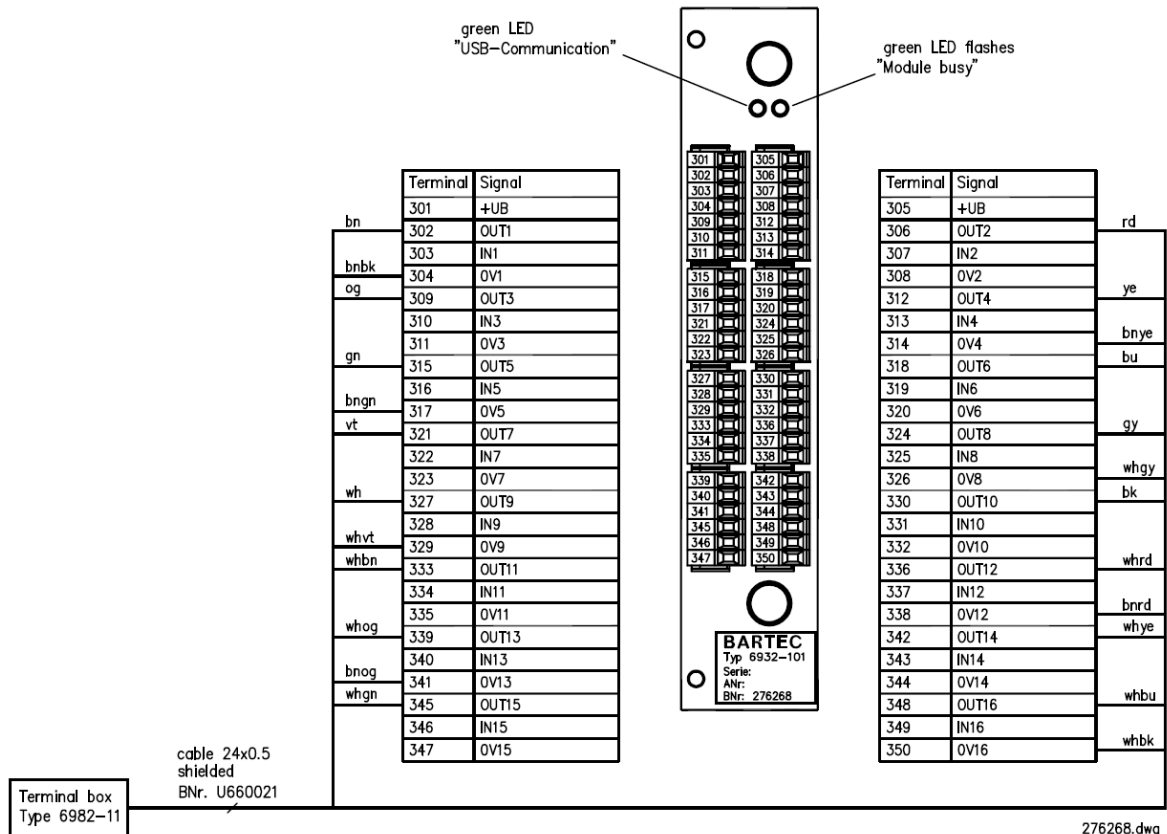 green LED
"USB-Communication"
green LED flashes
"Module busy"
Terminal Signal
301 +UB
302 OUT1
303 IN1
304 0V1
309 OUT3
310 IN3
311 0V3
315 OUT5
316 IN5
317 0V5
321 OUT7
322 IN7
323 0V7
327 OUT9
328 IN9
329 0V9
333 OUT11
334 IN11
335 0V11
339 OUT13
340 IN13
341 0V13
345 OUT15
346 IN15
347 0V15
bn
bnbk
og
gn
bngn
vt
wh
whvt
whbn
whog
bnog
whgn
301 305
302 306
303 307
304 308
309 312
310 313
311 314
315 318
316 319
317 320
321 324
322 325
323 326
327 330
328 331
329 332
333 336
334 337
335 338
339 342
340 343
341 344
345 348
346 349
347 350
BARTEC
Typ 6932-101
Serie:
ANr:
BNr: 276268
Terminal Signal
305 +UB
306 OUT2
307 IN2
308 0V2
312 OUT4
313 IN4
314 0V4
318 OUT6
319 IN6
320 0V6
324 OUT8
325 IN8
326 0V8
330 OUT10
331 IN10
332 0V10
336 OUT12
337 IN12
338 0V12
342 OUT14
343 IN14
344 0V14
348 OUT16
349 IN16
350 0V16
rd
ye
bnye
bu
gy
whgy
bk
whrd
bnrd
whye
whbu
whbk
cable 24x0.5
shielded
BNr. U660021
Terminal box
Type 6982-11
276268.dwg